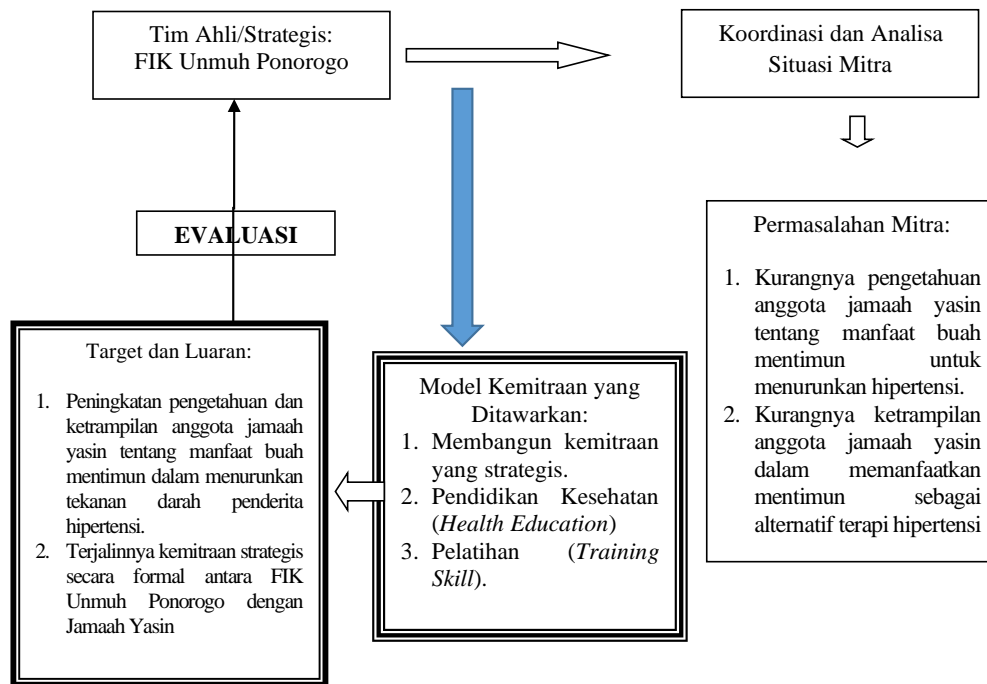 Tim Ahli/Strategis:
FIK Unmuh Ponorogo
Koordinasi dan Analisa
Situasi Mitra
Permasalahan Mitra:
1. Kurangnya pengetahuan
anggota jamaah yasin
tentang manfaat buah
mentimun untuk
menurunkan hipertensi.
2. Kurangnya ketrampilan
anggota jamaah yasin
dalam memanfaatkan
mentimun sebagai
alternatif terapi hipertensi
EVALUASI
Target dan Luaran:
1. Peningkatan pengetahuan dan
ketrampilan anggota jamaah
yasin tentang manfaat buah
mentimun dalam menurunkan
tekanan darah penderita
hipertensi.
2. Terjalinnya kemitraan strategis
secara formal antara FIK
Unmuh Ponorogo dengan
Jamaah Yasin
Model Kemitraan yang
Ditawarkan:
1. Membangun kemitraan
yang strategis.
2. Pendidikan Kesehatan
(Health Education)
3. Pelatihan (Training
Skill).